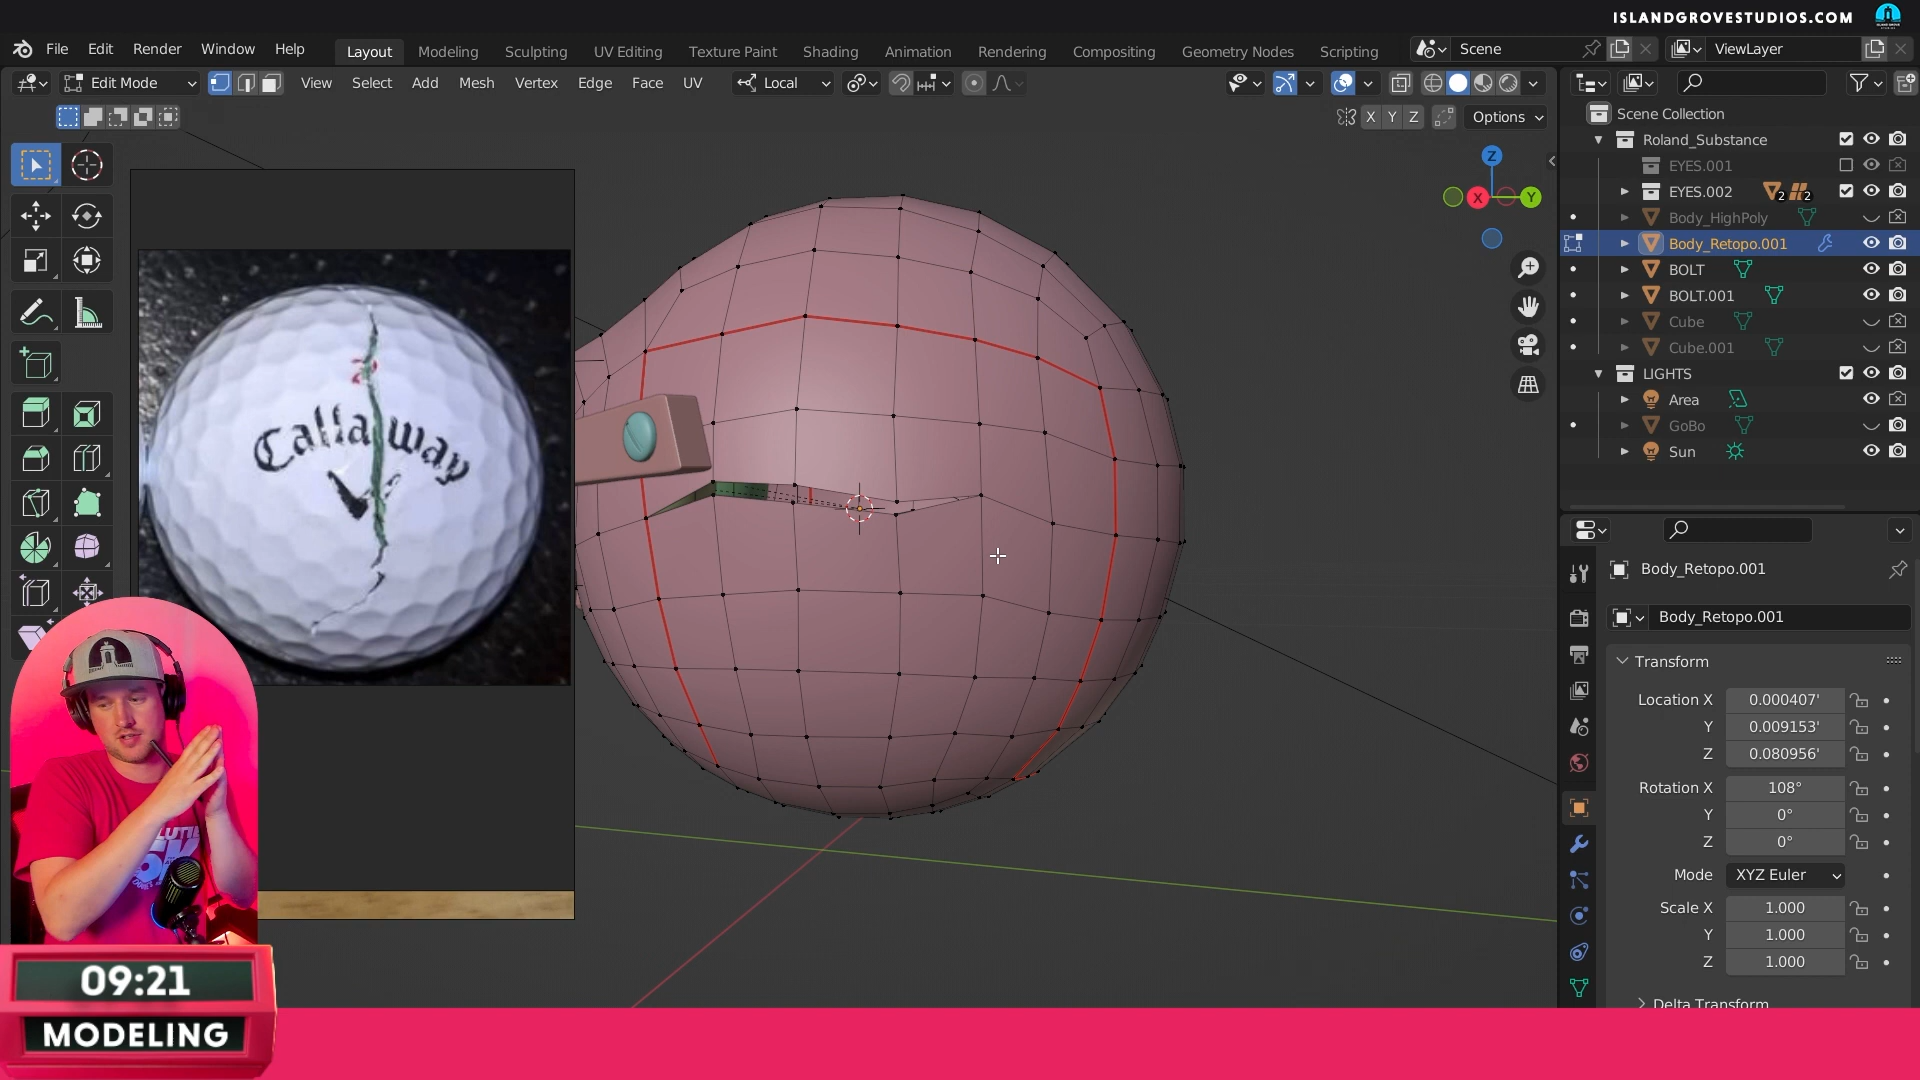 ISLANDGROVESTUDIOS.COM
File Edit Render Window Help Layout Modeling Sculpting UV Editing Texture Paint Shading Animation Rendering Compositing Geometry Nodes Scripting Scene ViewLayer
Edit Mode View Select Add Mesh Vertex Edge Face UV Local
X Y Z Options
Scene Collection
Roland_Substance
EYES.001
EYES.002 2 2
Body_HighPoly
Body_Retopo.001
BOLT
BOLT.001
Cube
Cube.001
LIGHTS
Area
GoBo
Sun
Z
X Y
2
Callaway
Body_Retopo.001
Body_Retopo.001
Transform
Location X 0.000407'
Y 0.009153'
Z 0.080956'
Rotation X 108°
Y 0°
Z 0°
Mode XYZ Euler
Scale X 1.000
Y 1.000
Z 1.000
Delta Transform
09:21
MODELING